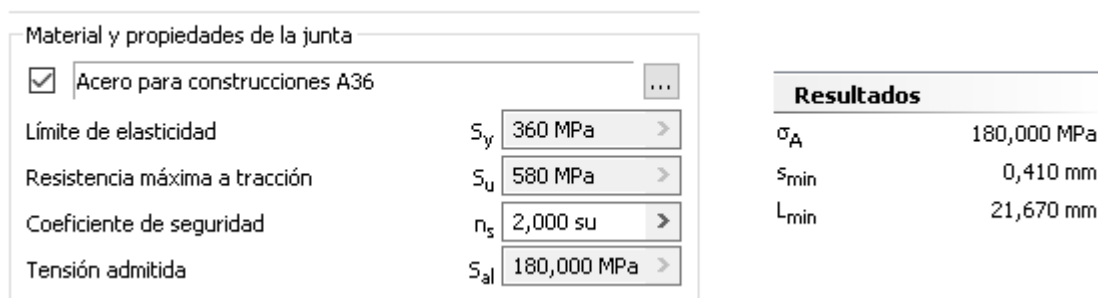 Material y propiedades de la junta
Acero para construcciones A36
...
Límite de elasticidad Sy 360 MPa >
Resistencia máxima a tracción Su 580 MPa >
Coeficiente de seguridad ns 2,000 su >
Tensión admitida Sal 180,000 MPa >
Resultados
σA 180,000 MPa
smin 0,410 mm
Lmin 21,670 mm